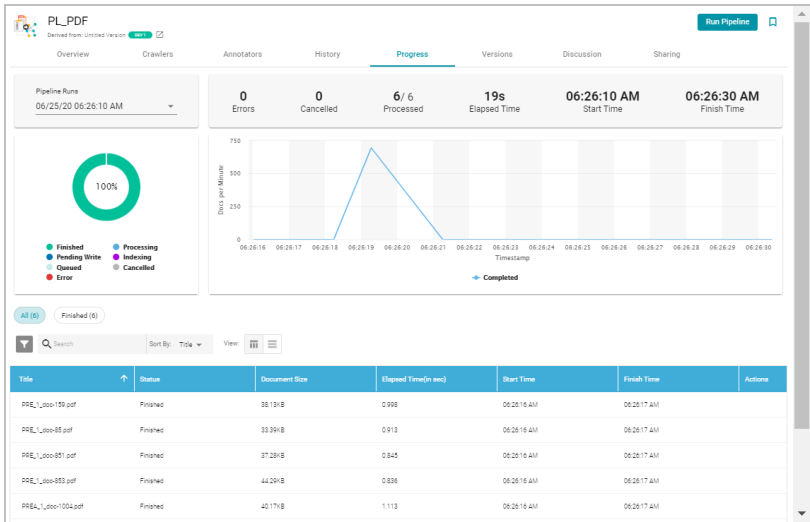 PL_PDF
Run Pipeline
Derived from: Untitled Version
Overview Crawlers Annotators History Progress Versions Discussion Sharing
Pipeline Runs
06/25/20 06:26:10 AM
0 0 6/ 6 19s 06:26:10 AM 06:26:30 AM
Errors Cancelled Processed Elapsed Time Start Time Finish Time
100%
Finished Processing
Pending Write Indexing
Queued Cancelled
Error
750
500
250
0
Docs per Minute
06:26:16 06:26:17 06:26:18 06:26:19 06:26:20 06:26:21 06:26:22 06:26:23 06:26:24 06:26:25 06:26:26 06:26:27 06:26:28 06:26:29 06:26:30
Timestamp
Completed
All (6) Finished (6)
Search Sort By: Title View:
Title Status Document Size Elapsed Time(in sec) Start Time Finish Time Actions
PRE_1_doc-159.pdf Finished 38.13KB 0.998 06:26:16 AM 06:26:17 AM
PRE_1_doc-85.pdf Finished 33.39KB 0.913 06:26:16 AM 06:26:17 AM
PRE_1_doc-851.pdf Finished 37.28KB 0.845 06:26:16 AM 06:26:17 AM
PRE_1_doc-853.pdf Finished 44.29KB 0.836 06:26:16 AM 06:26:17 AM
PREA_1_doc-1004.pdf Finished 40.17KB 1.113 06:26:16 AM 06:26:17 AM